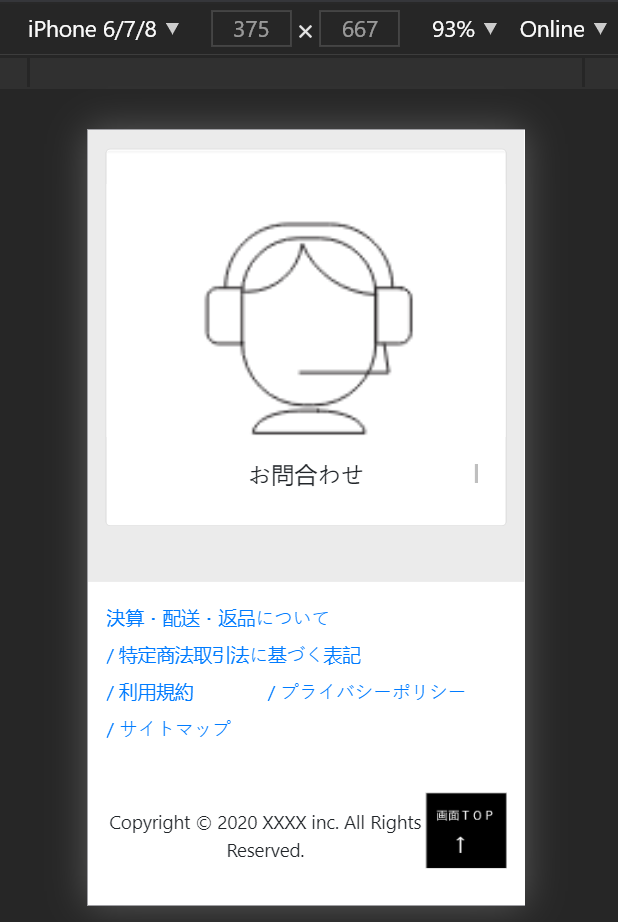 iPhone 6/7/8 ▼ 375 × 667 93% ▼ Online ▼
お問合わせ
決算・配送・返品について
/ 特定商法取引法に基づく表記
/ 利用規約 / プライバシーポリシー
/ サイトマップ
Copyright © 2020 XXXX inc. All Rights
Reserved.
画面ＴＯＰ
↑